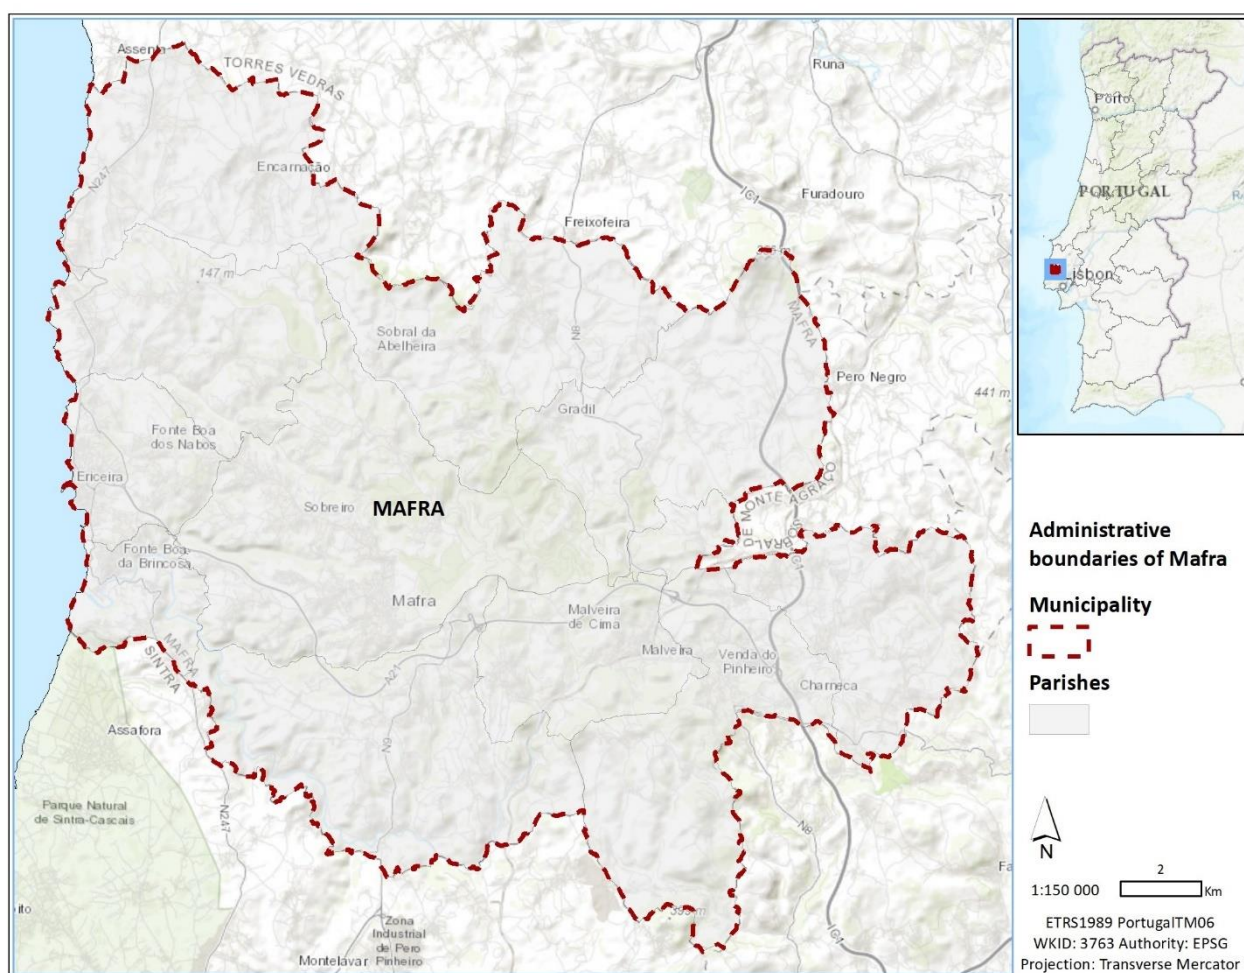 Assenta
TORRES VEDRAS
Runa
N247
Encarnação
IC1
Furadouro
Freixofeira
147 m
MAFRA
Sobral da
Abelheira
N8
Pero Negro
441 m
Gradil
Fonte Boa
dos Nabos
Ericeira
Sobreiro
MAFRA
DE MONTE AGRAÇO
SOBRAL
IC1
Fonte Boa
da Brincosa
Mafra
Malveira
de Cima
Malveira
Venda do
Pinheiro
MAFRA
SINTRA
A21
Charneca
Assafora
N9
Parque Natural
de Sintra-Cascais
N247
N8
395 m
IC1
Zona
Industrial
de Pero
Pinheiro
Montelavar
Porto
PORTUGAL
Lisbon
Administrative
boundaries of Mafra
Municipality
Parishes
N
2
1:150 000
Km
ETRS1989 PortugalTM06
WKID: 3763 Authority: EPSG
Projection: Transverse Mercator